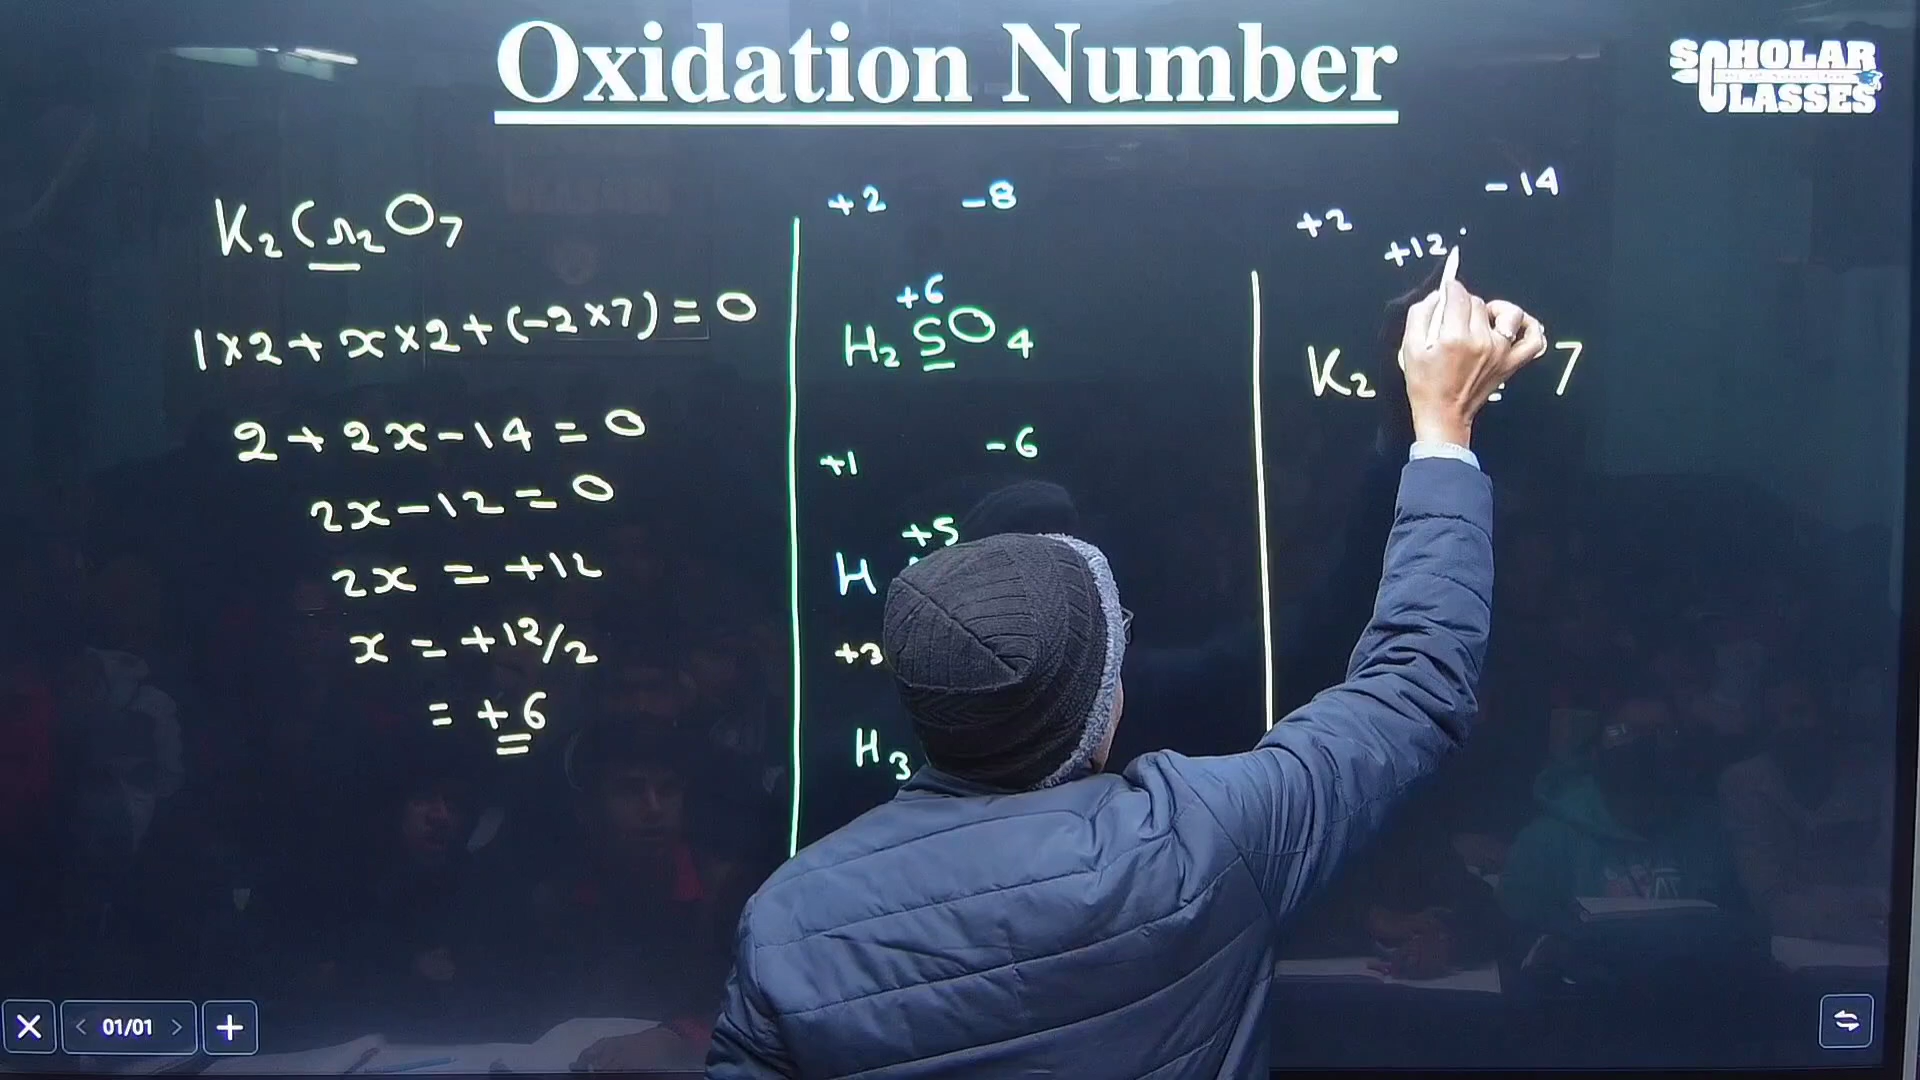 Oxidation Number
SCHOLAR
CLASSES
K₂Cr₂O₇
1×2+x×2+(-2×7)=0
2+2x-14=0
2x-12=0
2x=+12
x=+12/2
=+6
+2 -8
+6
H₂SO₄
+1 -6
+5
H
+3
H₃
-14
+2
+12
K₂ 7
01/01